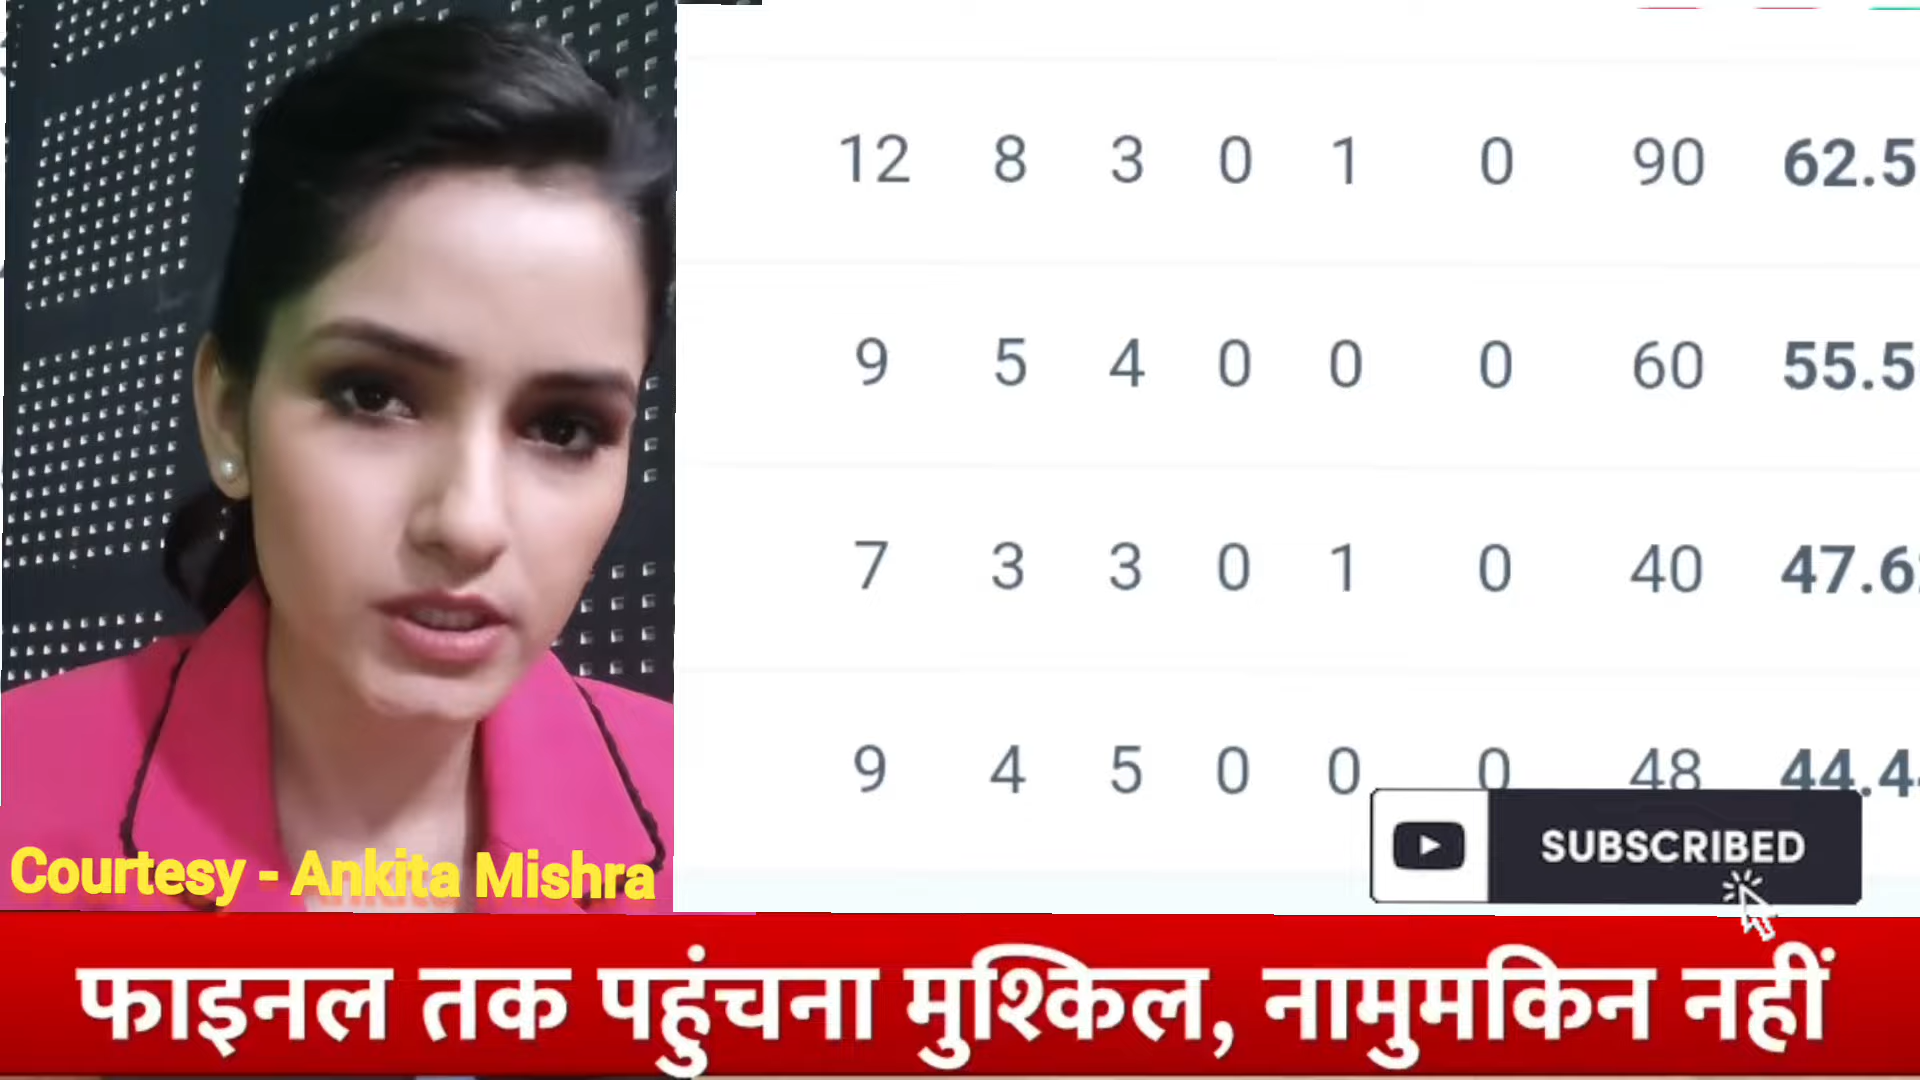 12 8 3 0 1 0 90 62.5
9 5 4 0 0 0 60 55.5
7 3 3 0 1 0 40 47.6
9 4 5 0 0 0 48 44.4
SUBSCRIBED
Courtesy - Ankita Mishra
फाइनल तक पहुंचना मुश्किल, नामुमकिन नहीं